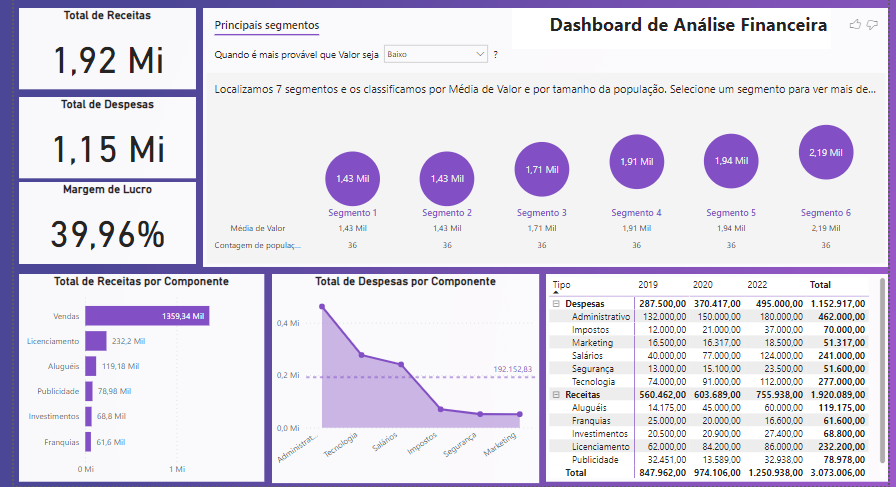 Total de Receitas
1,92 Mi
Total de Despesas
1,15 Mi
Margem de Lucro
39,96%
Principais segmentos
Dashboard de Análise Financeira
Quando é mais provável que Valor seja Baixo ?
Localizamos 7 segmentos e os classificamos por Média de Valor e por tamanho da população. Selecione um segmento para ver mais de...
1,43 Mil 1,43 Mil 1,71 Mil 1,91 Mil 1,94 Mil 2,19 Mil
Segmento 1 Segmento 2 Segmento 3 Segmento 4 Segmento 5 Segmento 6
Média de Valor 1,43 Mil 1,43 Mil 1,71 Mil 1,91 Mil 1,94 Mil 2,19 Mil
Contagem de populaç... 36 36 36 36 36 36
Total de Receitas por Componente
Vendas 1359,34 Mil
Licenciamento 232,2 Mil
Aluguéis 119,18 Mil
Publicidade 78,98 Mil
Investimentos 68,8 Mil
Franquias 61,6 Mil
0 Mi 1 Mi
Total de Despesas por Componente
0,4 Mi
0,2 Mi
0,0 Mi
192.152,83
Administrat... Tecnologia Salários Impostos Segurança Marketing
Tipo 2019 2020 2022 Total
Despesas 287.500,00 370.417,00 495.000,00 1.152.917,00
Administrativo 132.000,00 150.000,00 180.000,00 462.000,00
Impostos 12.000,00 21.000,00 37.000,00 70.000,00
Marketing 16.500,00 16.317,00 18.500,00 51.317,00
Salários 40.000,00 77.000,00 124.000,00 241.000,00
Segurança 13.000,00 15.100,00 23.500,00 51.600,00
Tecnologia 74.000,00 91.000,00 112.000,00 277.000,00
Receitas 560.462,00 603.689,00 755.938,00 1.920.089,00
Aluguéis 14.175,00 45.000,00 60.000,00 119.175,00
Franquias 25.000,00 20.000,00 16.600,00 61.600,00
Investimentos 20.500,00 20.900,00 27.400,00 68.800,00
Licenciamento 62.000,00 84.200,00 86.000,00 232.200,00
Publicidade 32.451,00 13.589,00 32.938,00 78.978,00
Total 847.962,00 974.106,00 1.250.938,00 3.073.006,00